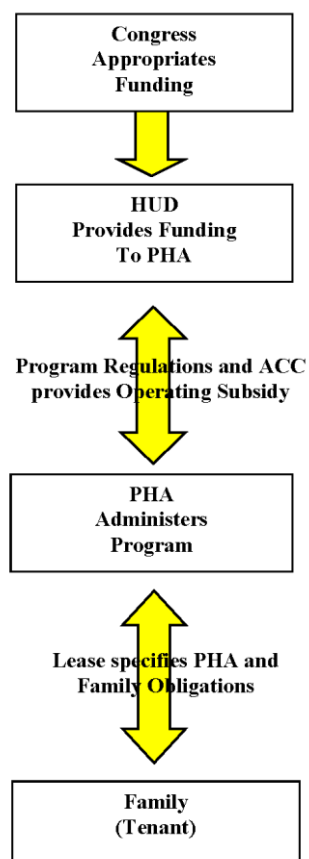 Congress
Appropriates
Funding
HUD
Provides Funding
To PHA
Program Regulations and ACC
provides Operating Subsidy
PHA
Administers
Program
Lease specifies PHA and
Family Obligations
Family
(Tenant)